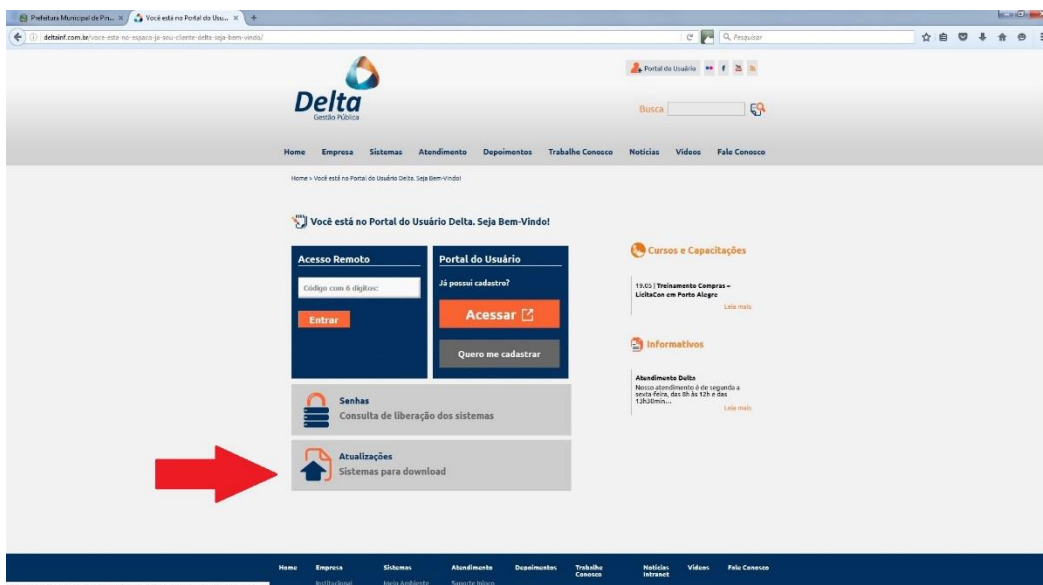 Prefeitura Municipal de Pin... ×
Você está no Portal do Usu... × +
deltainf.com.br/voce-esta-no-espaco-ja-sou-cliente-delta-seja-bem-vindo/
Pesquisar
Portal do Usuário
Delta
Gestão Pública
Busca
Home Empresa Sistemas Atendimento Depoimentos Trabalhe Conosco Notícias Vídeos Fale Conosco
Home > Você está no Portal do Usuário Delta. Seja Bem-Vindo!
Você está no Portal do Usuário Delta. Seja Bem-Vindo!
Acesso Remoto
Código com 6 dígitos:
Entrar
Portal do Usuário
Já possui cadastro?
Acessar
Quero me cadastrar
Senhas
Consulta de liberação dos sistemas
Atualizações
Sistemas para download
Cursos e Capacitações
19.05 | Treinamento Compras –
LicitaCon em Porto Alegre
Leia mais
Informativos
Atendimento Delta
Nosso atendimento é de segunda a
sexta-feira, das 8h às 12h e das
13h30min...
Leia mais
Home Empresa Sistemas Atendimento Depoimentos Trabalhe Conosco Notícias Intranet Vídeos Fale Conosco
Institucional Meio Ambiente Suporte